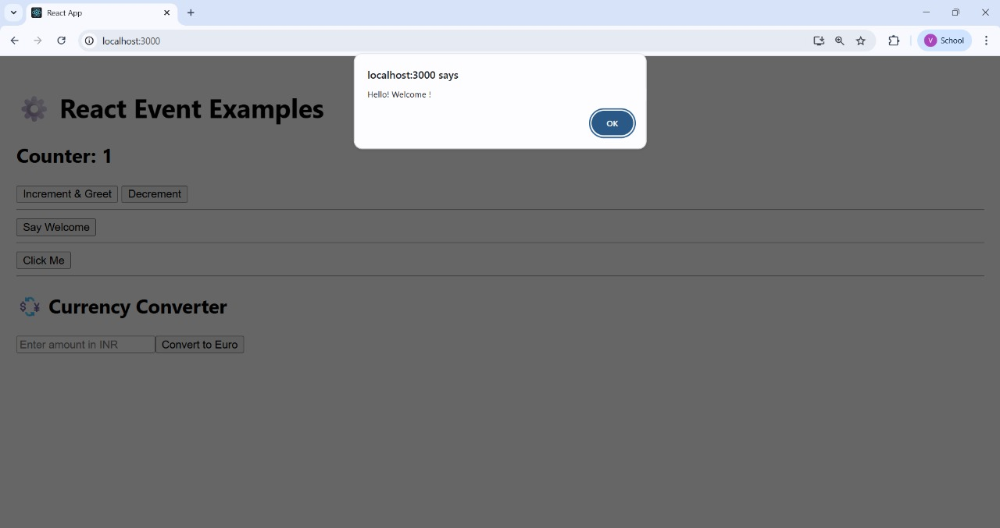 React App
localhost:3000
V School
localhost:3000 says
Hello! Welcome !
OK
React Event Examples
Counter: 1
Increment & Greet Decrement
Say Welcome
Click Me
$ ¥ Currency Converter
Enter amount in INR Convert to Euro